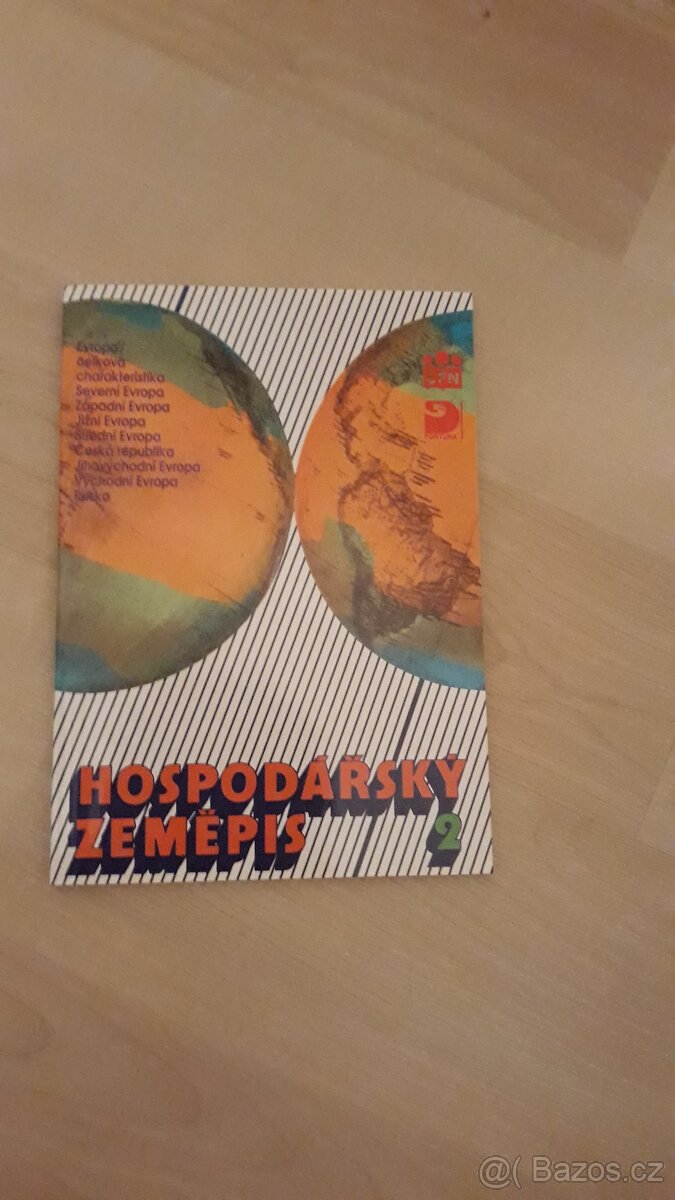 Evropa/
celková
charakteristika
Severní Evropa
Západní Evropa
Jižní Evropa
Střední Evropa
Česká republika
Jihovýchodní Evropa
Východní Evropa
Rusko
SPN
FORTUNA
HOSPODÁŘSKÝ
ZEMĚPIS 2
@( Bazos.cz